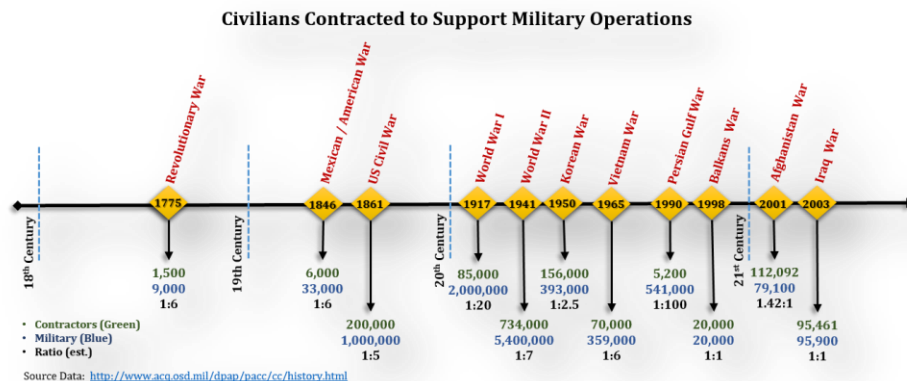 Civilians Contracted to Support Military Operations
Revolutionary War
Mexican / American War
US Civil War
World War I
World War II
Korean War
Vietnam War
Persian Gulf War
Balkans War
Afghanistan War
Iraq War
1775
1846
1861
1917
1941
1950
1965
1990
1998
2001
2003
18th Century
19th Century
20th Century
21st Century
1,500
9,000
1:6
6,000
33,000
1:6
200,000
1,000,000
1:5
85,000
2,000,000
1:20
734,000
5,400,000
1:7
156,000
393,000
1:2.5
70,000
359,000
1:6
5,200
541,000
1:100
20,000
20,000
1:1
112,092
79,100
1.42:1
95,461
95,900
1:1
• Contractors (Green)
• Military (Blue)
• Ratio (est.)
Source Data: http://www.acq.osd.mil/dpap/pacc/cc/history.html